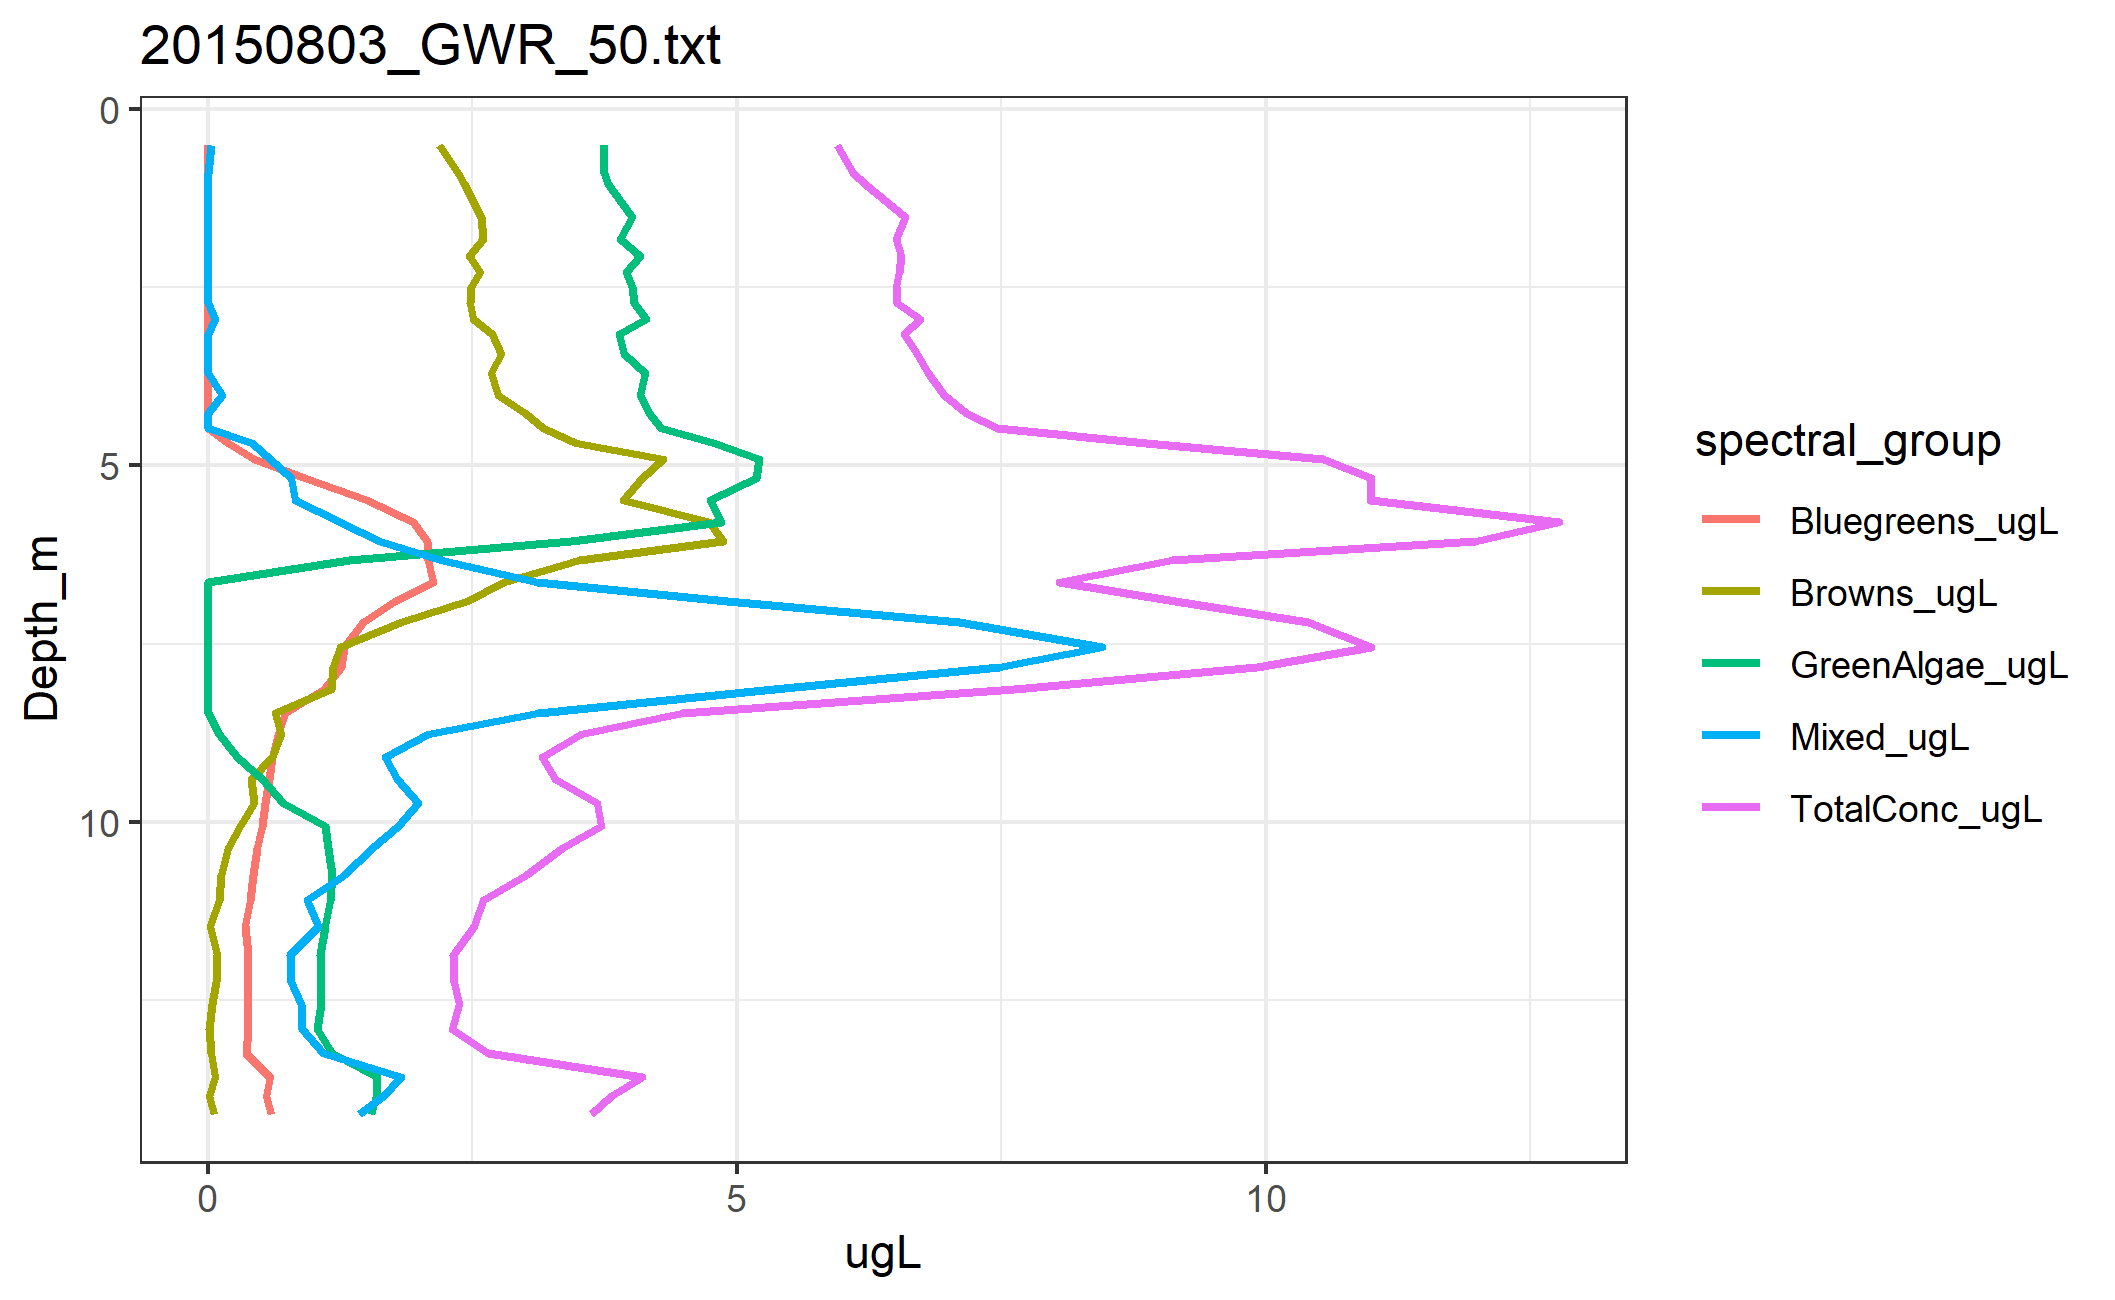 20150803_GWR_50.txt
0
5
10
Depth_m
0
5
10
ugL
spectral_group
Bluegreens_ugL
Browns_ugL
GreenAlgae_ugL
Mixed_ugL
TotalConc_ugL